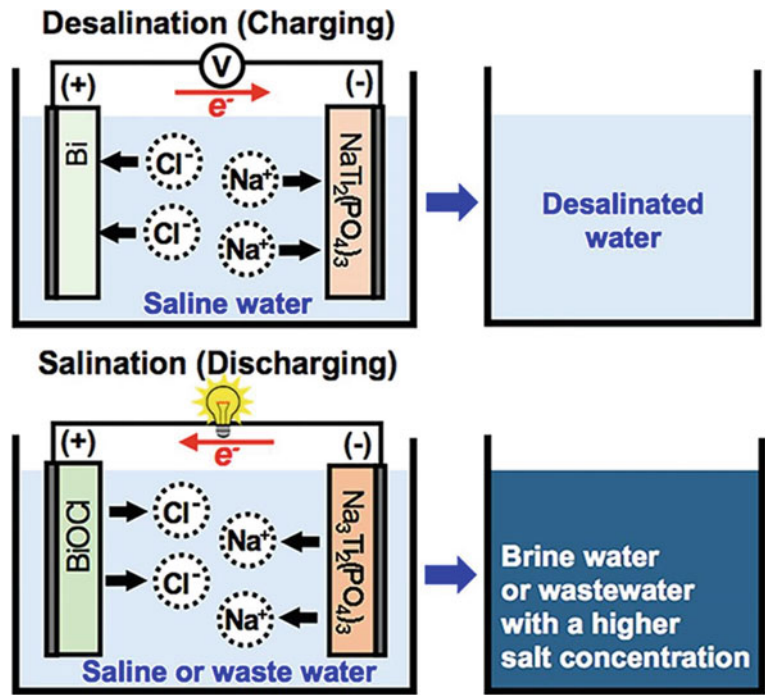 Desalination (Charging)
(+)
V
(-)
e⁻
Bi
Cl⁻
Na⁺
Cl⁻
Na⁺
NaTi₂(PO₄)₃
Saline water
Desalinated
water
Salination (Discharging)
(+)
(-)
e⁻
BiOCl
Cl⁻
Na⁺
Cl⁻
Na⁺
Na₃Ti₂(PO₄)₃
Saline or waste water
Brine water
or wastewater
with a higher
salt concentration